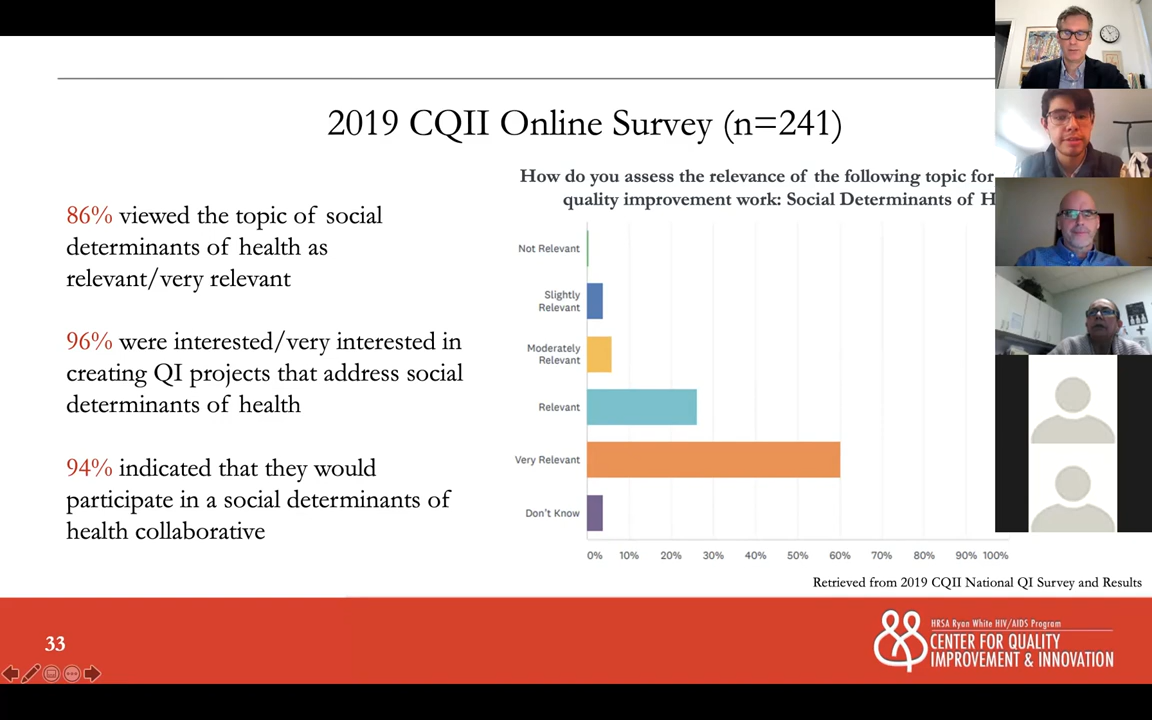 2019 CQII Online Survey (n=241)
86% viewed the topic of social
determinants of health as
relevant/very relevant
96% were interested/very interested in
creating QI projects that address social
determinants of health
94% indicated that they would
participate in a social determinants of
health collaborative
How do you assess the relevance of the following topic for
quality improvement work: Social Determinants of H
Not Relevant
Slightly
Relevant
Moderately
Relevant
Relevant
Very Relevant
Don't Know
0% 10% 20% 30% 40% 50% 60% 70% 80% 90% 100%
Retrieved from 2019 CQII National QI Survey and Results
33
HRSA Ryan White HIV/AIDS Program
CENTER FOR QUALITY
IMPROVEMENT & INNOVATION